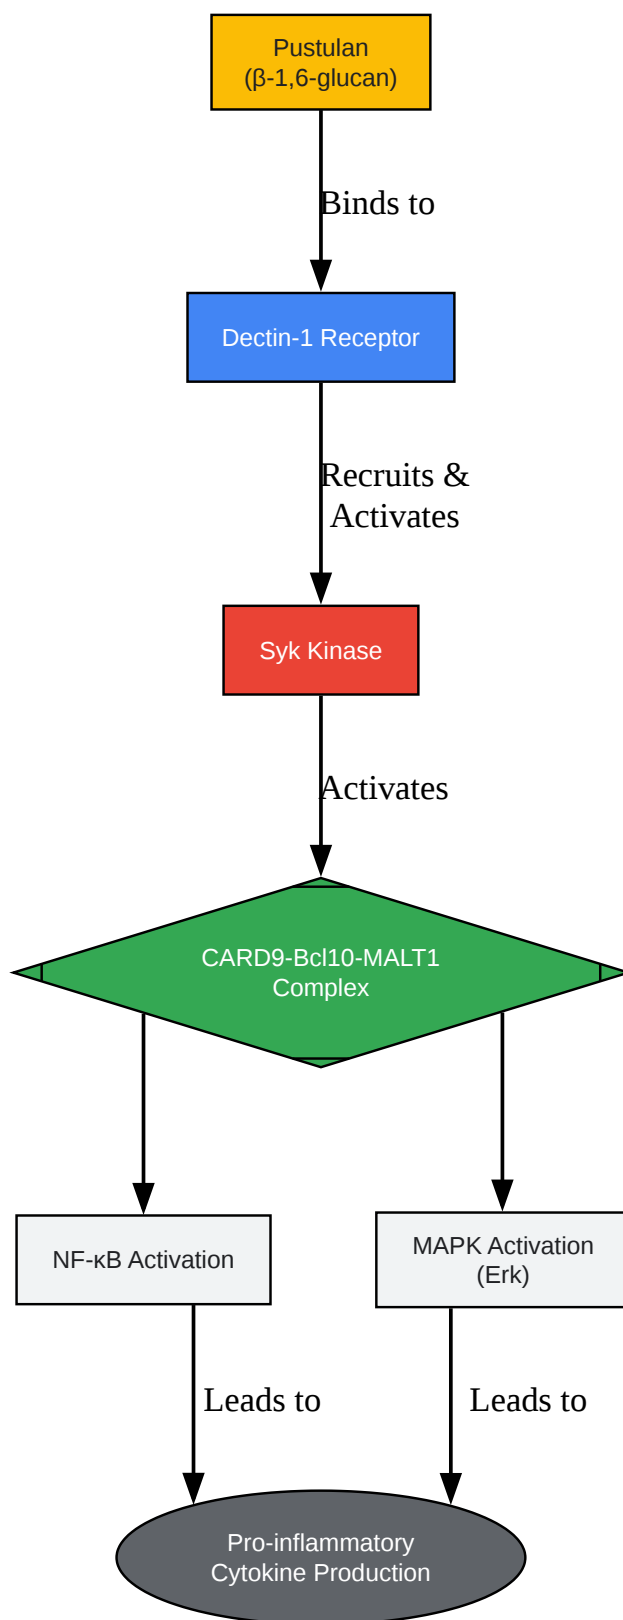 Pustulan
(β-1,6-glucan)
Binds to
Dectin-1 Receptor
Recruits &
Activates
Syk Kinase
Activates
CARD9-Bcl10-MALT1
Complex
NF-κB Activation
MAPK Activation
(Erk)
Leads to
Leads to
Pro-inflammatory
Cytokine Production